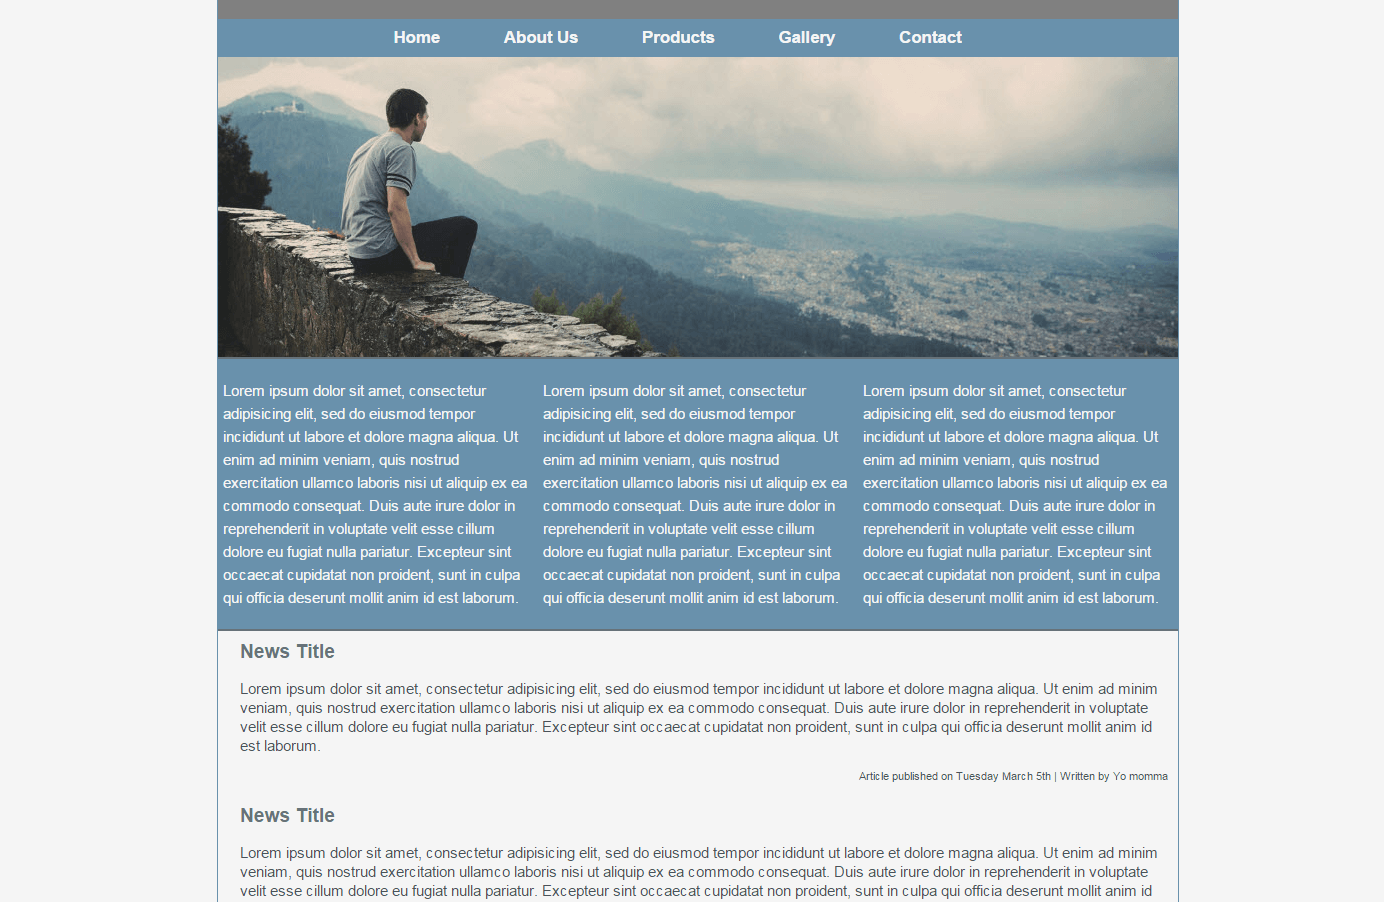 Home About Us Products Gallery Contact
Lorem ipsum dolor sit amet, consectetur
adipisicing elit, sed do eiusmod tempor
incididunt ut labore et dolore magna aliqua. Ut
enim ad minim veniam, quis nostrud
exercitation ullamco laboris nisi ut aliquip ex ea
commodo consequat. Duis aute irure dolor in
reprehenderit in voluptate velit esse cillum
dolore eu fugiat nulla pariatur. Excepteur sint
occaecat cupidatat non proident, sunt in culpa
qui officia deserunt mollit anim id est laborum.
Lorem ipsum dolor sit amet, consectetur
adipisicing elit, sed do eiusmod tempor
incididunt ut labore et dolore magna aliqua. Ut
enim ad minim veniam, quis nostrud
exercitation ullamco laboris nisi ut aliquip ex ea
commodo consequat. Duis aute irure dolor in
reprehenderit in voluptate velit esse cillum
dolore eu fugiat nulla pariatur. Excepteur sint
occaecat cupidatat non proident, sunt in culpa
qui officia deserunt mollit anim id est laborum.
Lorem ipsum dolor sit amet, consectetur
adipisicing elit, sed do eiusmod tempor
incididunt ut labore et dolore magna aliqua. Ut
enim ad minim veniam, quis nostrud
exercitation ullamco laboris nisi ut aliquip ex ea
commodo consequat. Duis aute irure dolor in
reprehenderit in voluptate velit esse cillum
dolore eu fugiat nulla pariatur. Excepteur sint
occaecat cupidatat non proident, sunt in culpa
qui officia deserunt mollit anim id est laborum.
News Title
Lorem ipsum dolor sit amet, consectetur adipisicing elit, sed do eiusmod tempor incididunt ut labore et dolore magna aliqua. Ut enim ad minim
veniam, quis nostrud exercitation ullamco laboris nisi ut aliquip ex ea commodo consequat. Duis aute irure dolor in reprehenderit in voluptate
velit esse cillum dolore eu fugiat nulla pariatur. Excepteur sint occaecat cupidatat non proident, sunt in culpa qui officia deserunt mollit anim id
est laborum.
Article published on Tuesday March 5th | Written by Yo momma
News Title
Lorem ipsum dolor sit amet, consectetur adipisicing elit, sed do eiusmod tempor incididunt ut labore et dolore magna aliqua. Ut enim ad minim
veniam, quis nostrud exercitation ullamco laboris nisi ut aliquip ex ea commodo consequat. Duis aute irure dolor in reprehenderit in voluptate
velit esse cillum dolore eu fugiat nulla pariatur. Excepteur sint occaecat cupidatat non proident, sunt in culpa qui officia deserunt mollit anim id